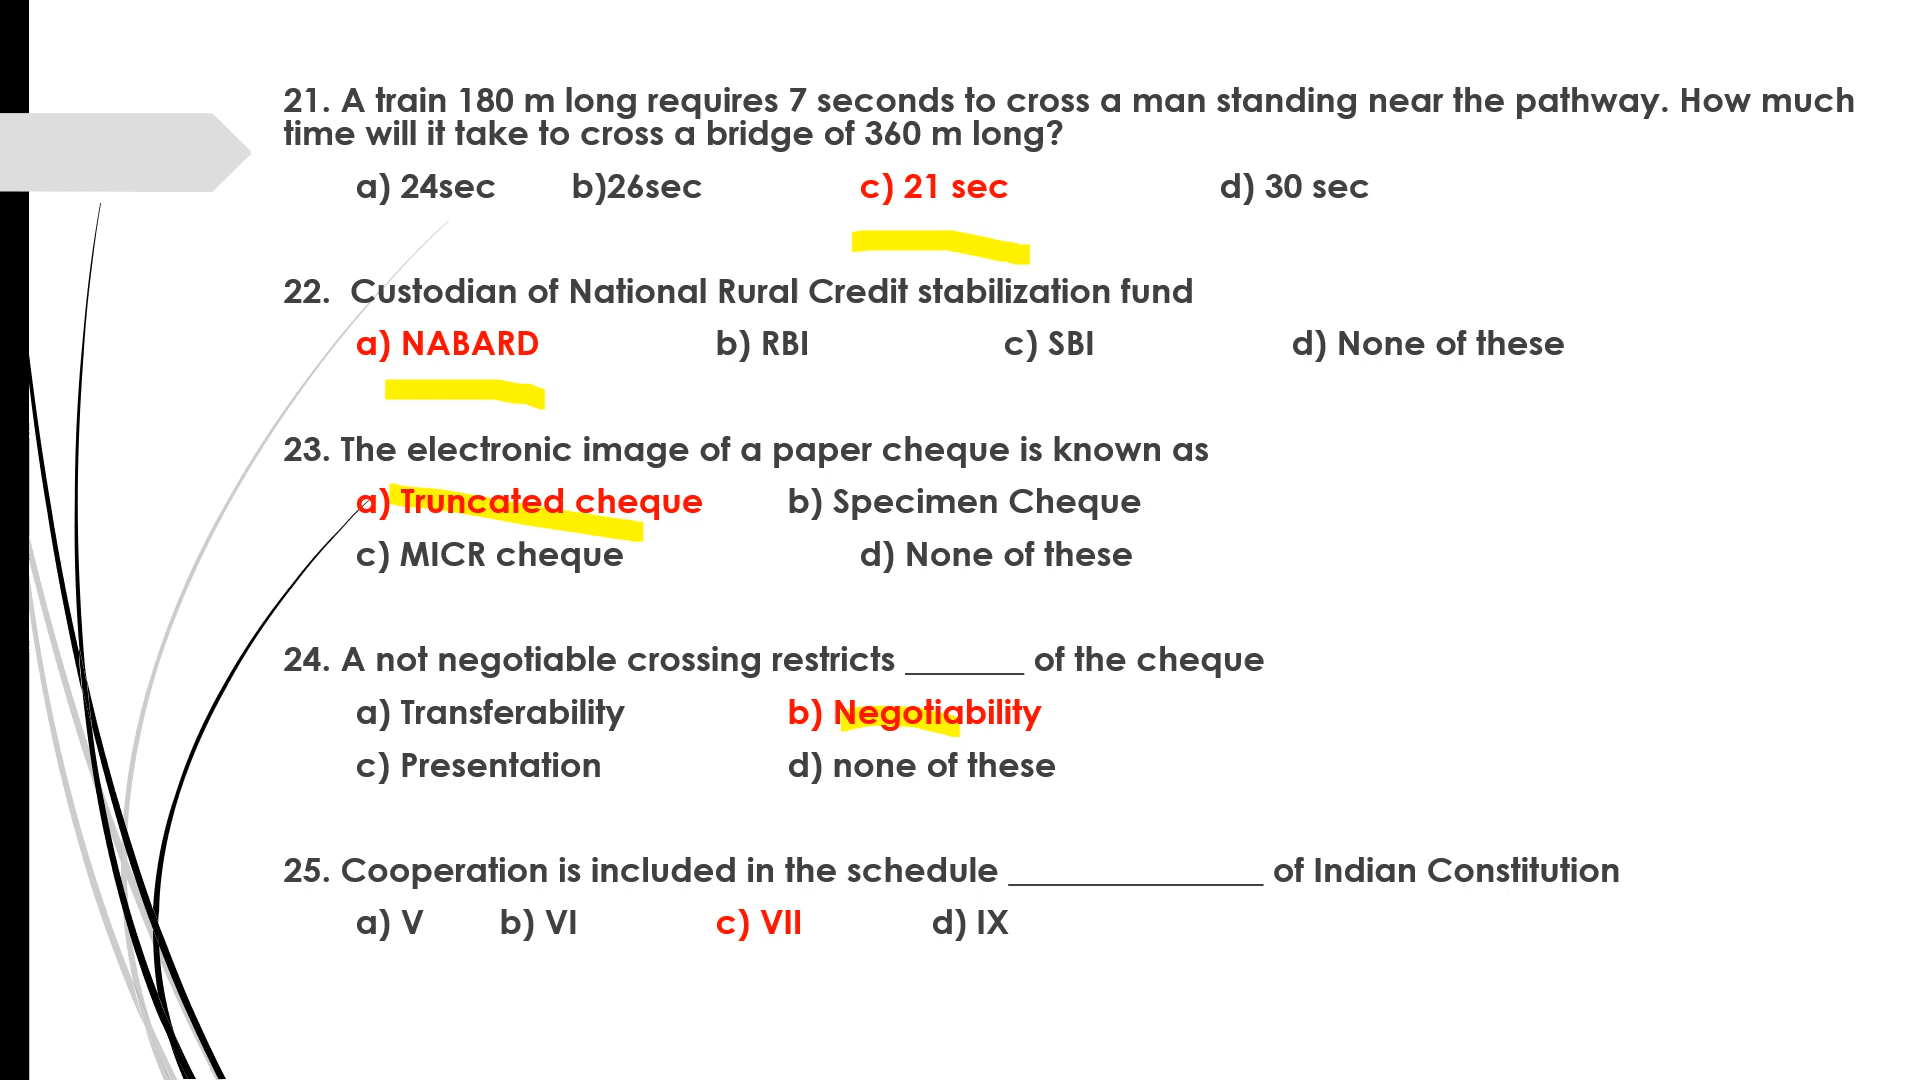 21. A train 180 m long requires 7 seconds to cross a man standing near the pathway. How much
time will it take to cross a bridge of 360 m long?
a) 24sec b)26sec c) 21 sec d) 30 sec
22. Custodian of National Rural Credit stabilization fund
a) NABARD b) RBI c) SBI d) None of these
23. The electronic image of a paper cheque is known as
a) Truncated cheque b) Specimen Cheque
c) MICR cheque d) None of these
24. A not negotiable crossing restricts _______ of the cheque
a) Transferability b) Negotiability
c) Presentation d) none of these
25. Cooperation is included in the schedule _______________ of Indian Constitution
a) V b) VI c) VII d) IX